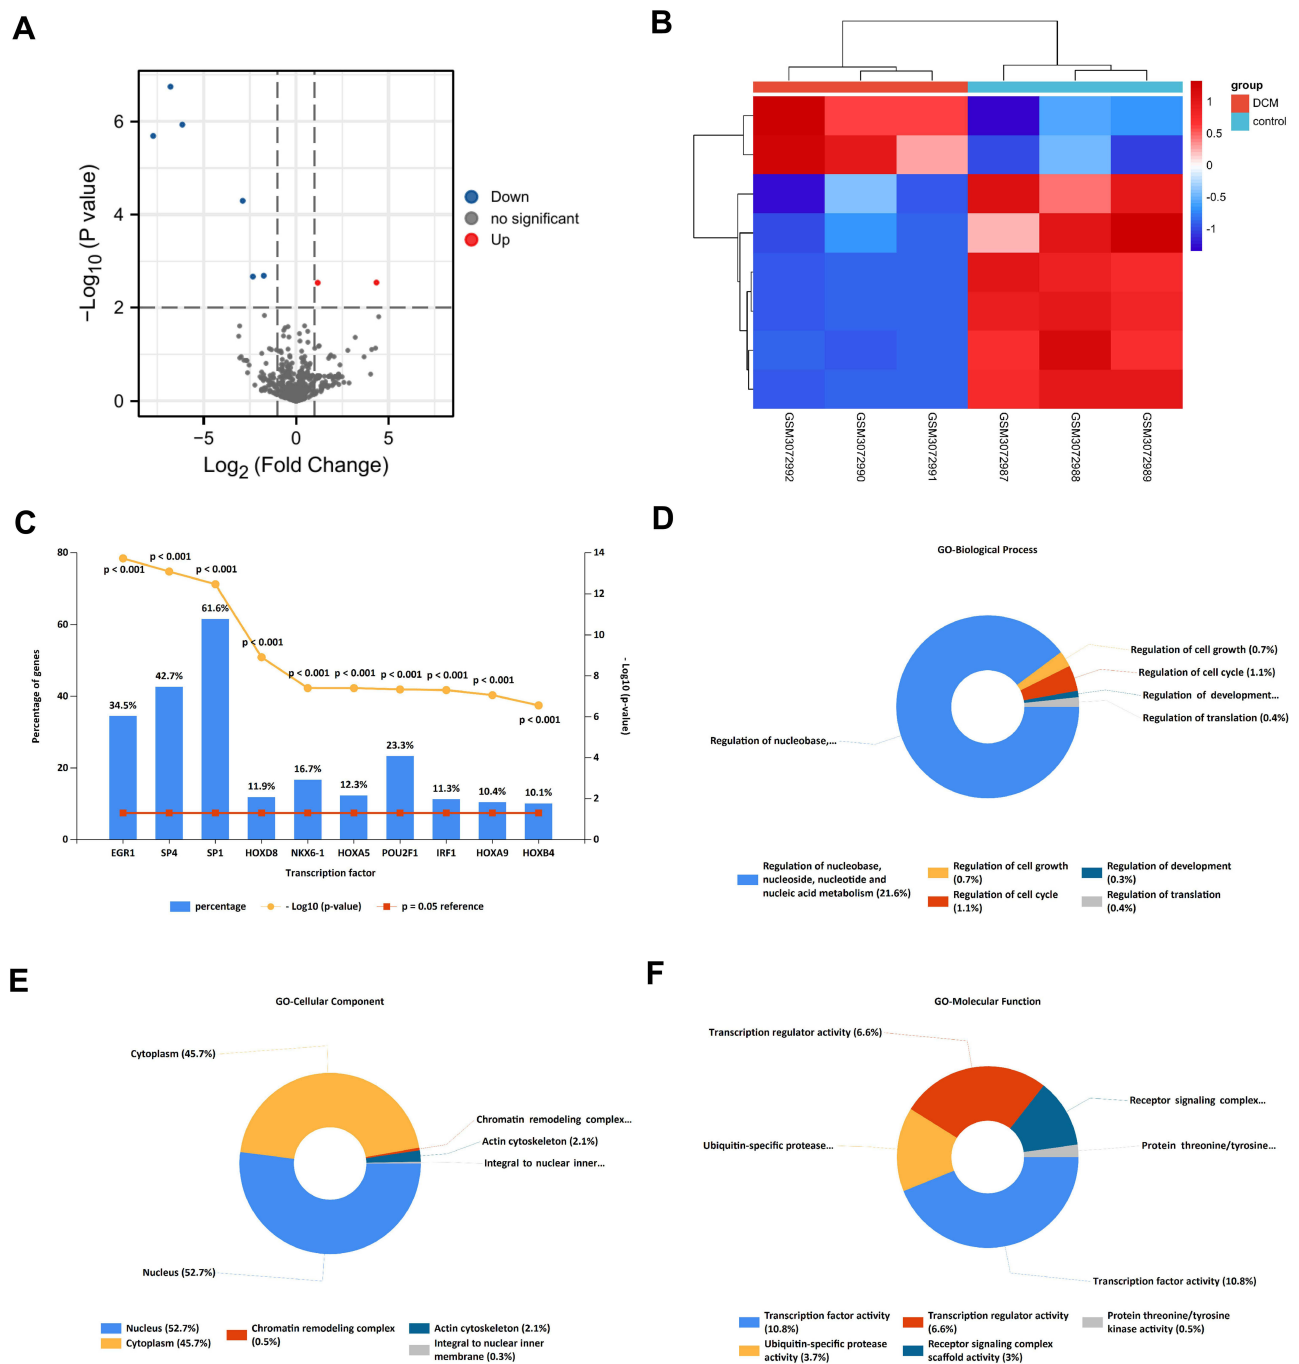 A
6
4
2
0
−5
0
5
−Log10 (P value)
Log2 (Fold Change)
Down
no significant
Up
B
group
DCM
control
1
0.5
0
-0.5
-1
GSM3072992
GSM3072990
GSM3072991
GSM3072987
GSM3072988
GSM3072989
C
80
60
40
20
0
Percentage of genes
14
12
10
8
6
4
2
0
- Log10 (p-value)
p < 0.001
p < 0.001
p < 0.001
p < 0.001
p < 0.001
p < 0.001
p < 0.001
p < 0.001
p < 0.001
p < 0.001
34.5%
42.7%
61.6%
11.9%
16.7%
12.3%
23.3%
11.3%
10.4%
10.1%
EGR1
SP4
SP1
HOXD8
NKX6-1
HOXA5
POU2F1
IRF1
HOXA9
HOXB4
Transcription factor
percentage
- Log10 (p-value)
p = 0.05 reference
D
GO-Biological Process
Regulation of cell growth (0.7%)
Regulation of cell cycle (1.1%)
Regulation of development...
Regulation of translation (0.4%)
Regulation of nucleobase,...
Regulation of nucleobase,
nucleoside, nucleotide and
nucleic acid metabolism (21.6%)
Regulation of cell growth
(0.7%)
Regulation of cell cycle
(1.1%)
Regulation of development
(0.3%)
Regulation of translation
(0.4%)
E
GO-Cellular Component
Cytoplasm (45.7%)
Chromatin remodeling complex...
Actin cytoskeleton (2.1%)
Integral to nuclear inner...
Nucleus (52.7%)
Nucleus (52.7%)
Cytoplasm (45.7%)
Chromatin remodeling complex
(0.5%)
Actin cytoskeleton (2.1%)
Integral to nuclear inner
membrane (0.3%)
F
GO-Molecular Function
Transcription regulator activity (6.6%)
Receptor signaling complex...
Ubiquitin-specific protease...
Protein threonine/tyrosine...
Transcription factor activity (10.8%)
Transcription factor activity
(10.8%)
Ubiquitin-specific protease
activity (3.7%)
Transcription regulator activity
(6.6%)
Receptor signaling complex
scaffold activity (3%)
Protein threonine/tyrosine
kinase activity (0.5%)